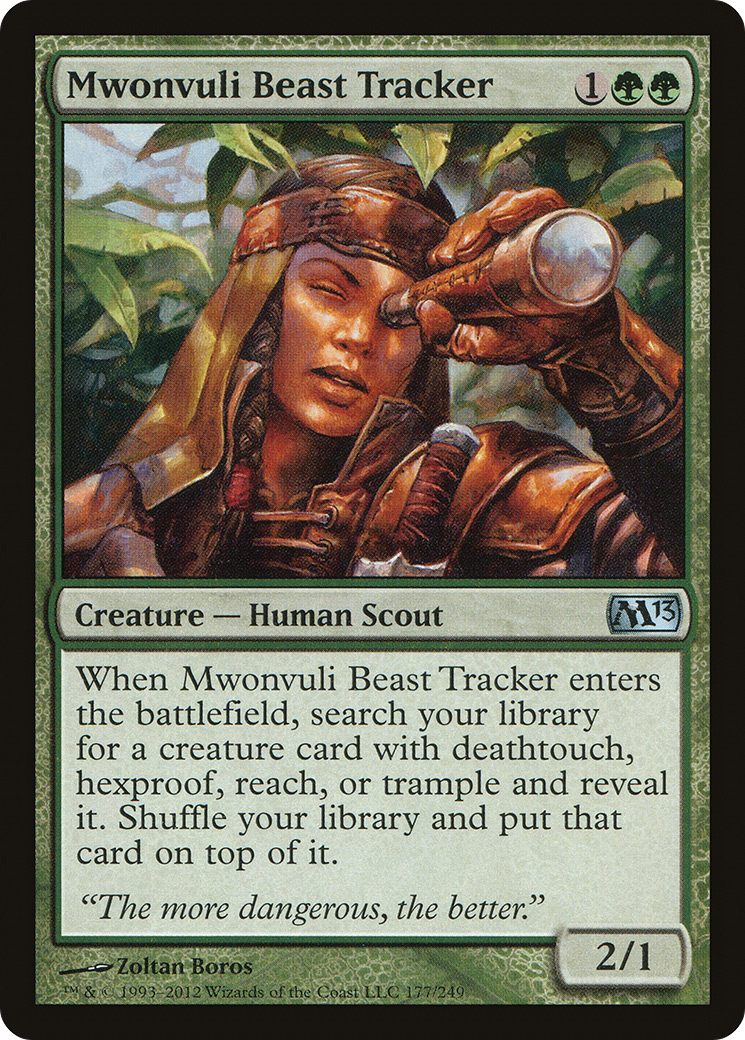 Mwonvuli Beast Tracker 1
Creature — Human Scout M13
When Mwonvuli Beast Tracker enters
the battlefield, search your library
for a creature card with deathtouch,
hexproof, reach, or trample and reveal
it. Shuffle your library and put that
card on top of it.
“The more dangerous, the better.”
2/1
Zoltan Boros
™ & © 1993–2012 Wizards of the Coast LLC 177/249